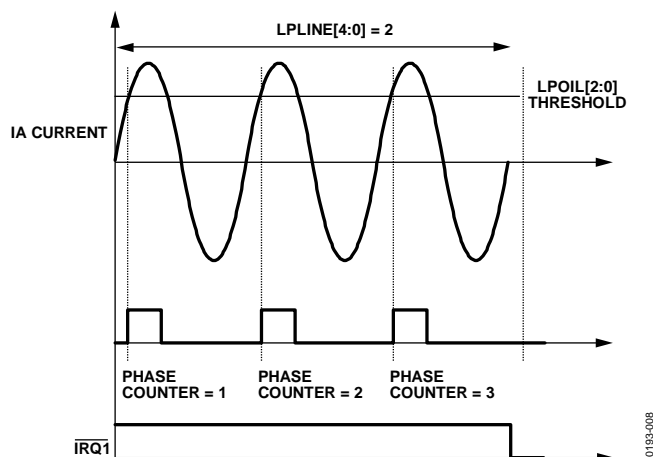 LPLINE[4:0] = 2
LPOIL[2:0]
THRESHOLD
IA CURRENT
PHASE
COUNTER = 1
PHASE
COUNTER = 2
PHASE
COUNTER = 3
IRQ1
0193-008